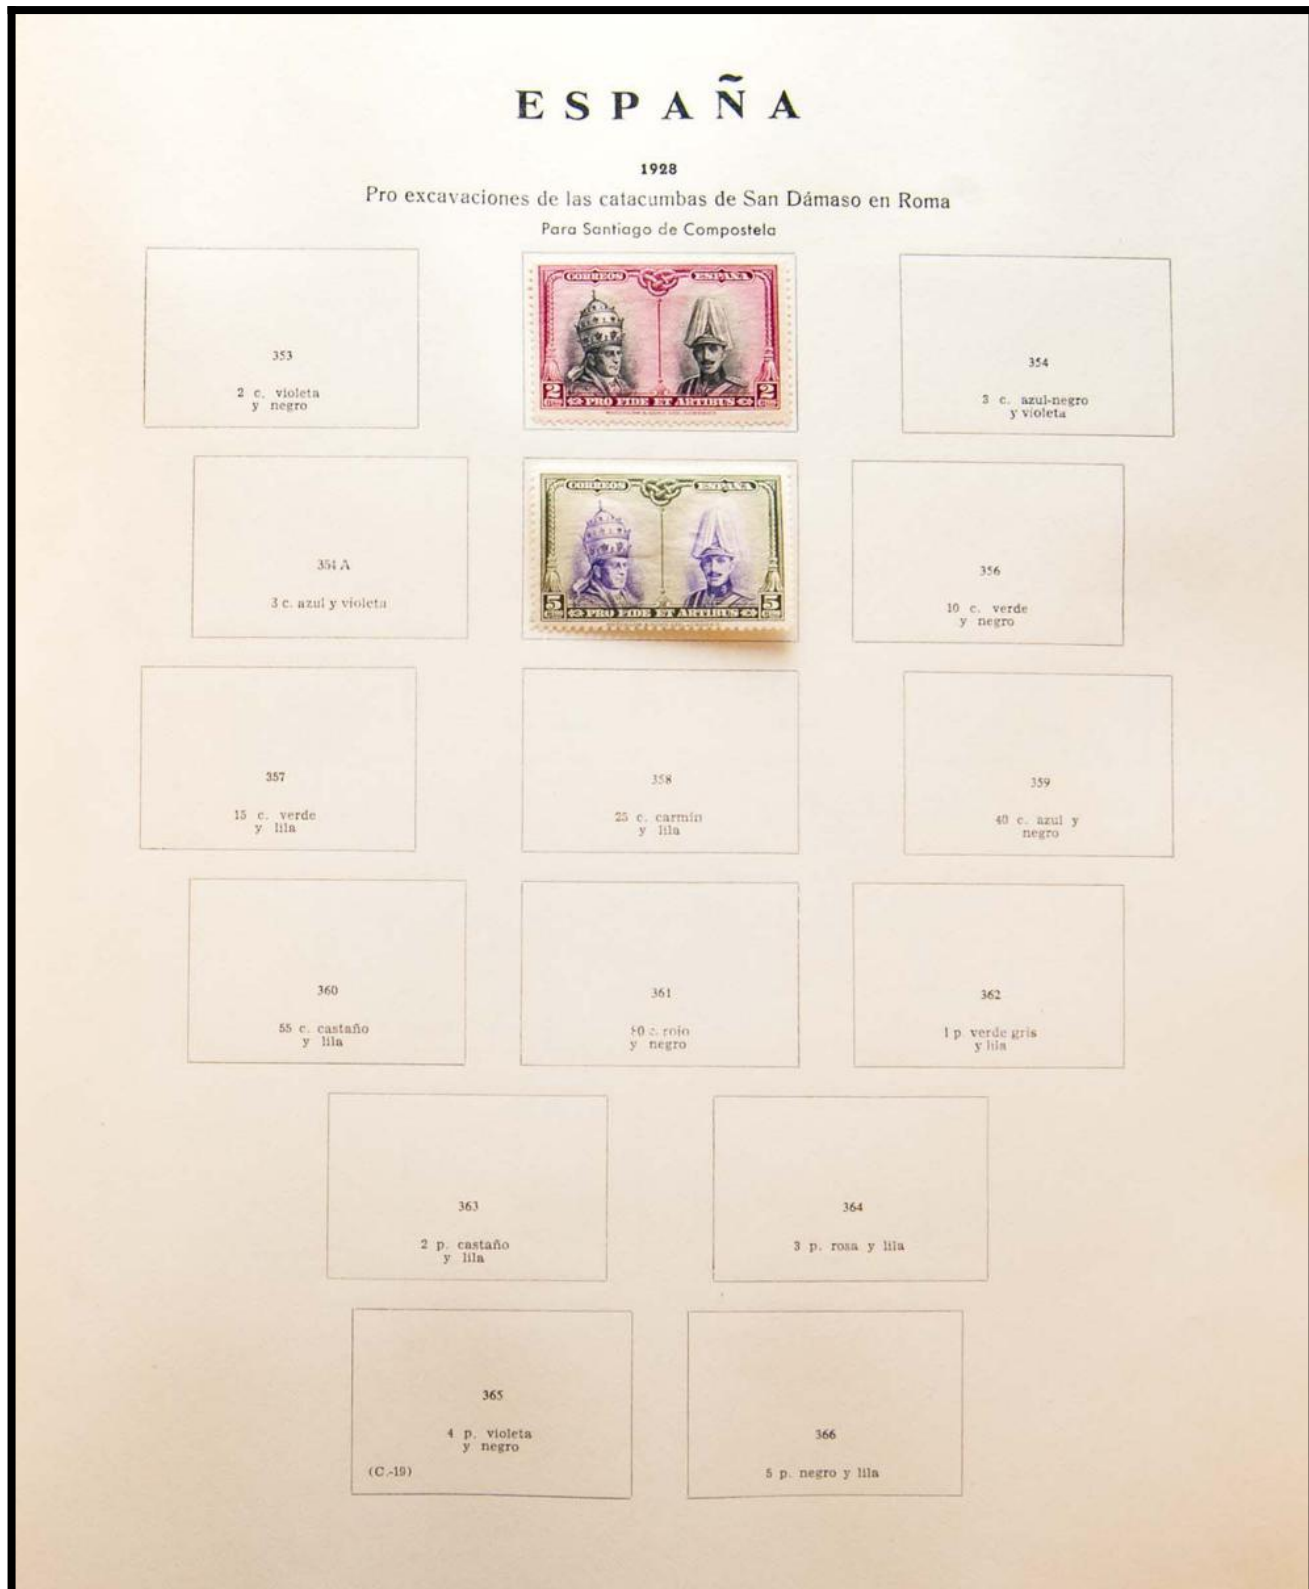 ESPAÑA
1928
Pro excavaciones de las catacumbas de San Dámaso en Roma
Para Santiago de Compostela
353
2 c. violeta
y negro
CORREOS ESPAÑA
2 PRO FIDE ET ARTIBUS 2
354
3 c. azul-negro
y violeta
354 A
3 c. azul y violeta
CORREOS ESPAÑA
5 PRO FIDE ET ARTIBUS 5
356
10 c. verde
y negro
357
15 c. verde
y lila
358
25 c. carmín
y lila
359
40 c. azul y
negro
360
55 c. castaño
y lila
361
80 c. rojo
y negro
362
1 p. verde gris
y lila
363
2 p. castaño
y lila
364
3 p. rosa y lila
365
4 p. violeta
y negro
(C.-19)
366
5 p. negro y lila